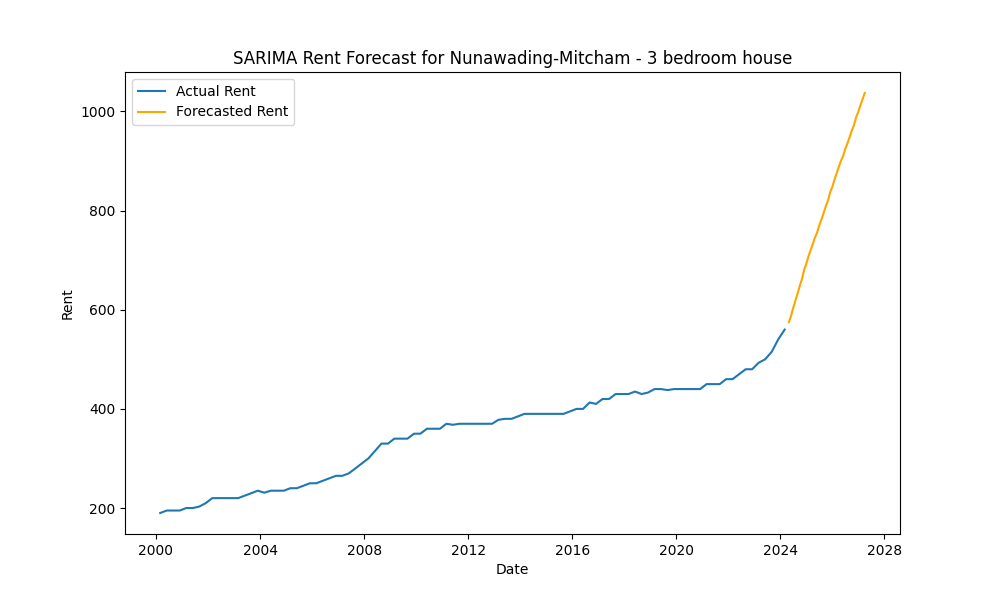 SARIMA Rent Forecast for Nunawading-Mitcham - 3 bedroom house
Actual Rent
Forecasted Rent
1000
800
600
400
200
Rent
2000 2004 2008 2012 2016 2020 2024 2028
Date